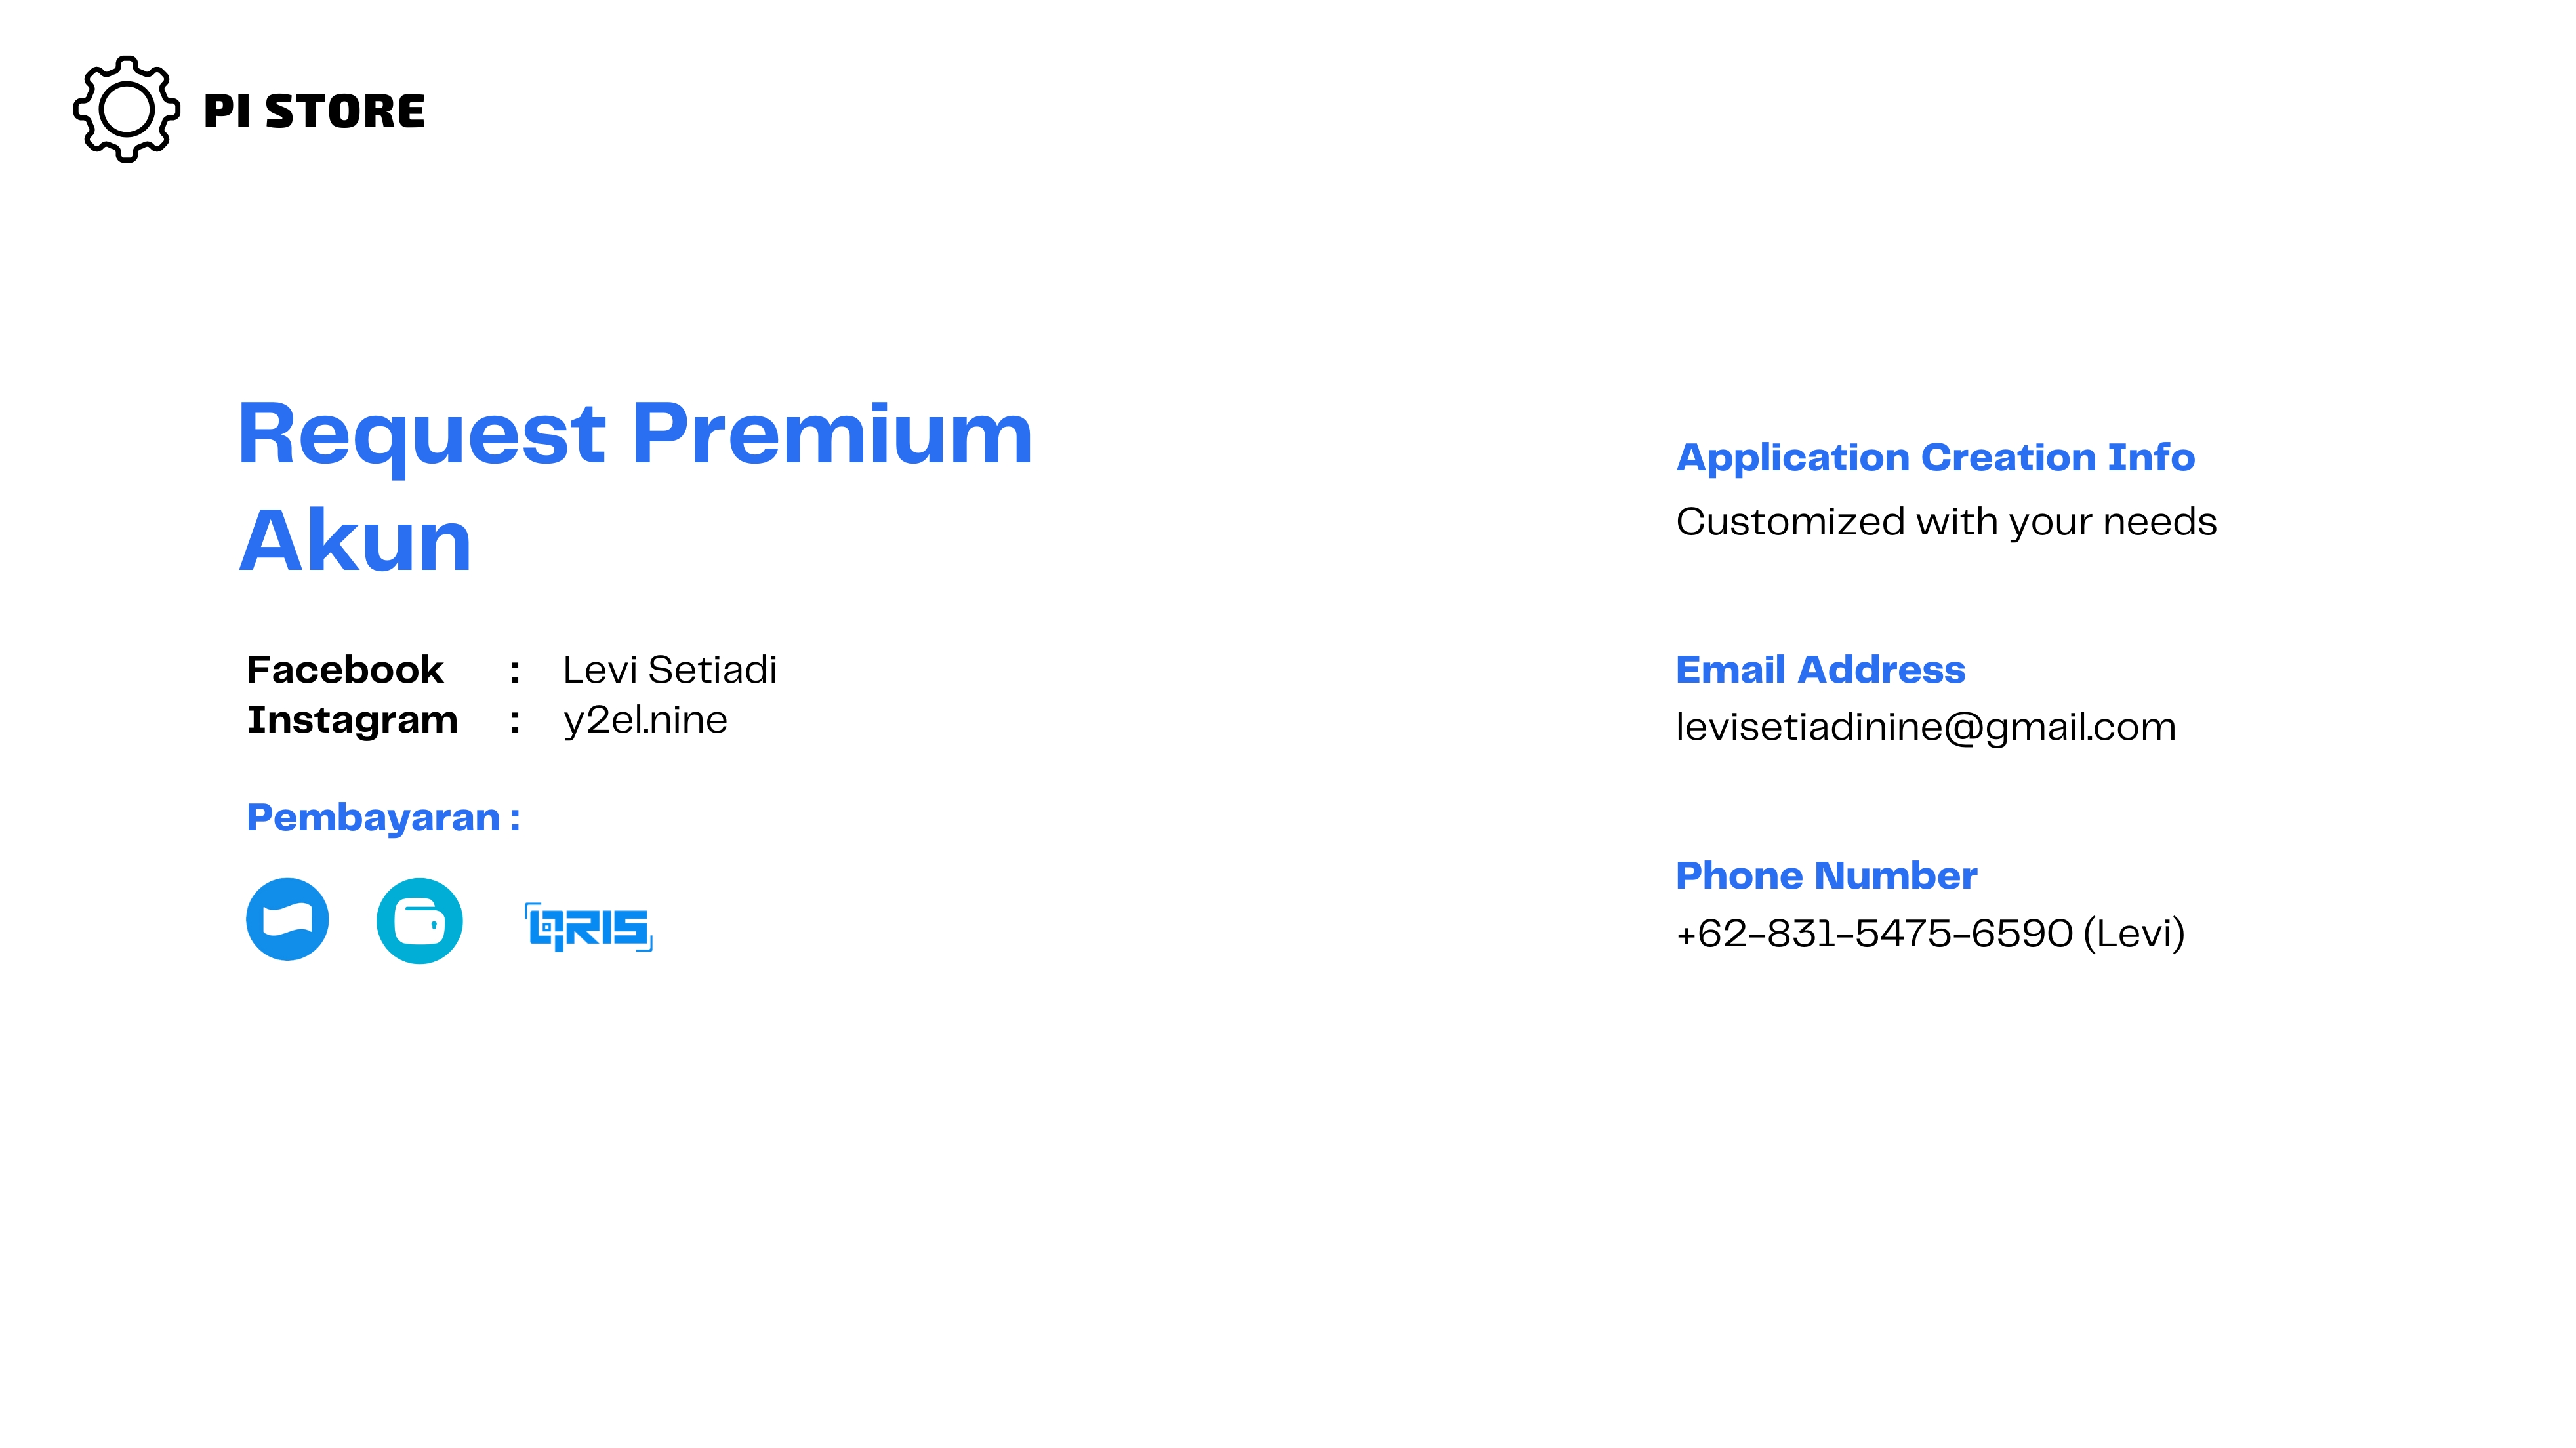 PI STORE
Request Premium
Akun
Facebook : Levi Setiadi
Instagram : y2el.nine
Pembayaran :
QRIS
Application Creation Info
Customized with your needs
Email Address
levisetiadinine@gmail.com
Phone Number
+62-831-5475-6590 (Levi)